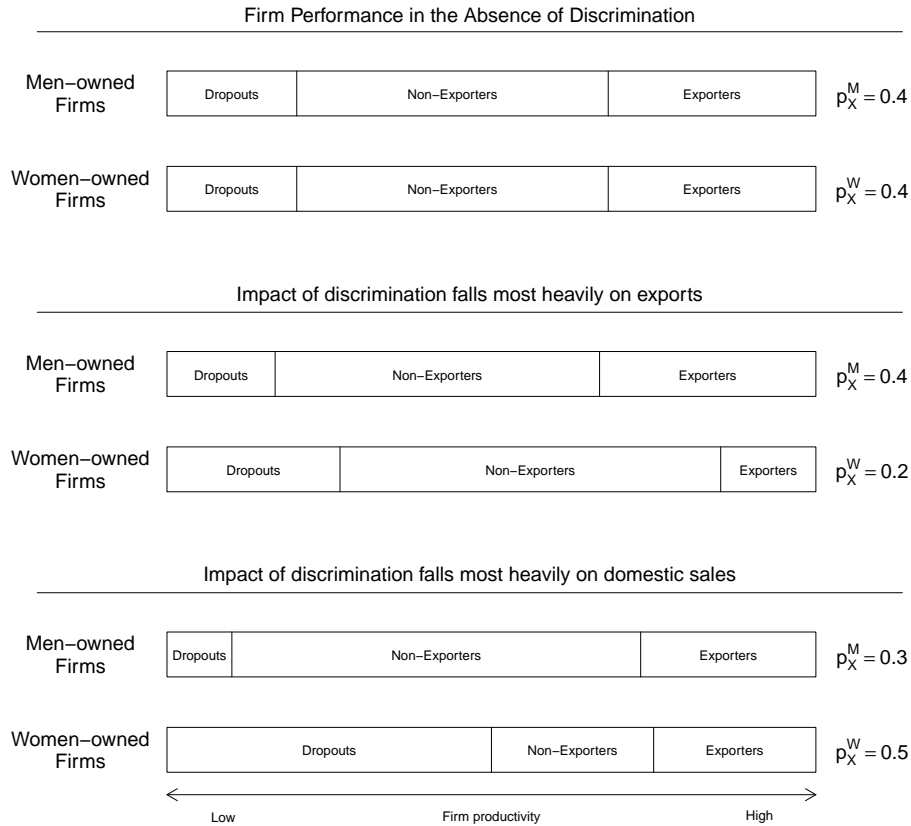 Firm Performance in the Absence of Discrimination
Men−owned
Firms
Dropouts
Non−Exporters
Exporters
p_X^M = 0.4
Women−owned
Firms
Dropouts
Non−Exporters
Exporters
p_X^W = 0.4
Impact of discrimination falls most heavily on exports
Men−owned
Firms
Dropouts
Non−Exporters
Exporters
p_X^M = 0.4
Women−owned
Firms
Dropouts
Non−Exporters
Exporters
p_X^W = 0.2
Impact of discrimination falls most heavily on domestic sales
Men−owned
Firms
Dropouts
Non−Exporters
Exporters
p_X^M = 0.3
Women−owned
Firms
Dropouts
Non−Exporters
Exporters
p_X^W = 0.5
Low
Firm productivity
High